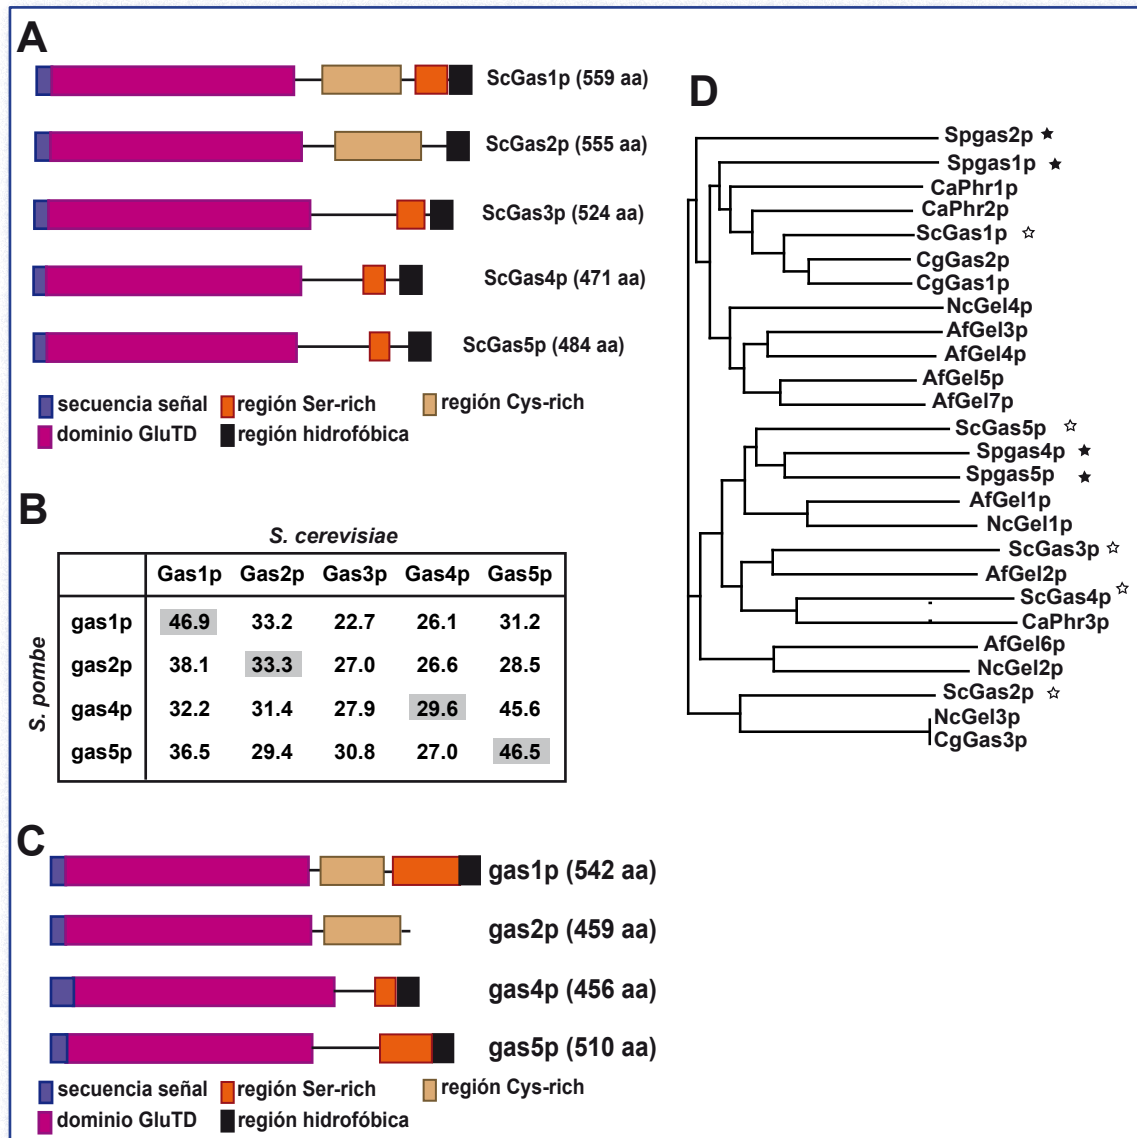 A
ScGas1p (559 aa)
ScGas2p (555 aa)
ScGas3p (524 aa)
ScGas4p (471 aa)
ScGas5p (484 aa)
secuencia señal región Ser-rich región Cys-rich
dominio GluTD región hidrofóbica
B
S. cerevisiae
Gas1p Gas2p Gas3p Gas4p Gas5p
S. pombe
gas1p 46.9 33.2 22.7 26.1 31.2
gas2p 38.1 33.3 27.0 26.6 28.5
gas4p 32.2 31.4 27.9 29.6 45.6
gas5p 36.5 29.4 30.8 27.0 46.5
C
gas1p (542 aa)
gas2p (459 aa)
gas4p (456 aa)
gas5p (510 aa)
secuencia señal región Ser-rich región Cys-rich
dominio GluTD región hidrofóbica
D
Spgas2p
Spgas1p
CaPhr1p
CaPhr2p
ScGas1p
CgGas2p
CgGas1p
NcGel4p
AfGel3p
AfGel4p
AfGel5p
AfGel7p
ScGas5p
Spgas4p
Spgas5p
AfGel1p
NcGel1p
ScGas3p
AfGel2p
ScGas4p
CaPhr3p
AfGel6p
NcGel2p
ScGas2p
NcGel3p
CgGas3p